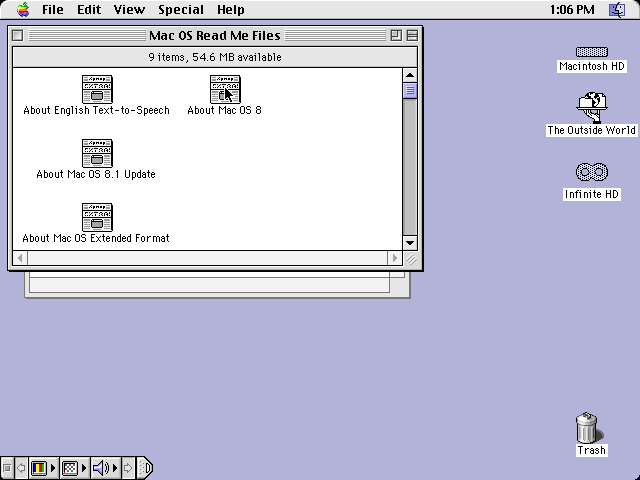 File Edit View Special Help 1:06 PM
Mac OS Read Me Files
9 items, 54.6 MB available
About English Text-to-Speech
About Mac OS 8
About Mac OS 8.1 Update
About Mac OS Extended Format
Macintosh HD
The Outside World
Infinite HD
Trash